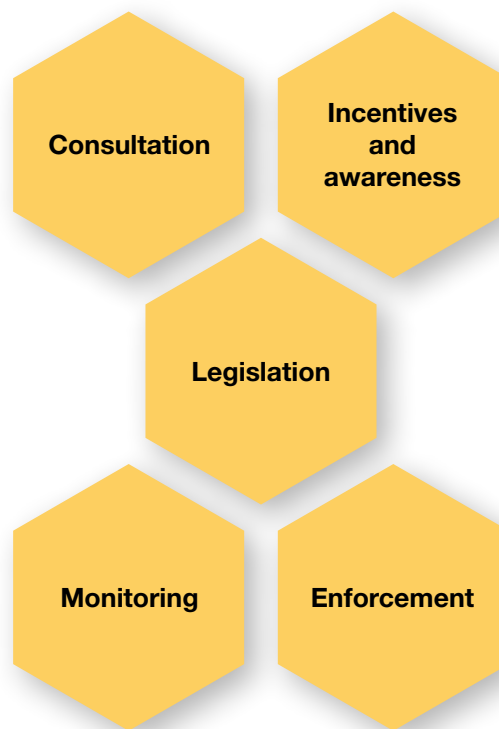 Consultation
Incentives
and
awareness
Legislation
Monitoring
Enforcement